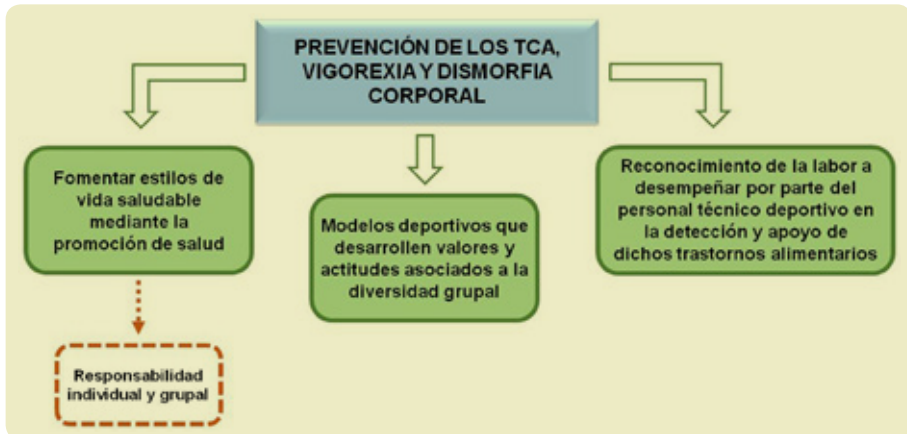 PREVENCIÓN DE LOS TCA,
VIGOREXIA Y DISMORFIA
CORPORAL
Fomentar estilos de
vida saludable
mediante la
promoción de salud
Modelos deportivos que
desarrollen valores y
actitudes asociados a la
diversidad grupal
Reconocimiento de la labor a
desempeñar por parte del
personal técnico deportivo en
la detección y apoyo de
dichos trastornos alimentarios
Responsabilidad
individual y grupal